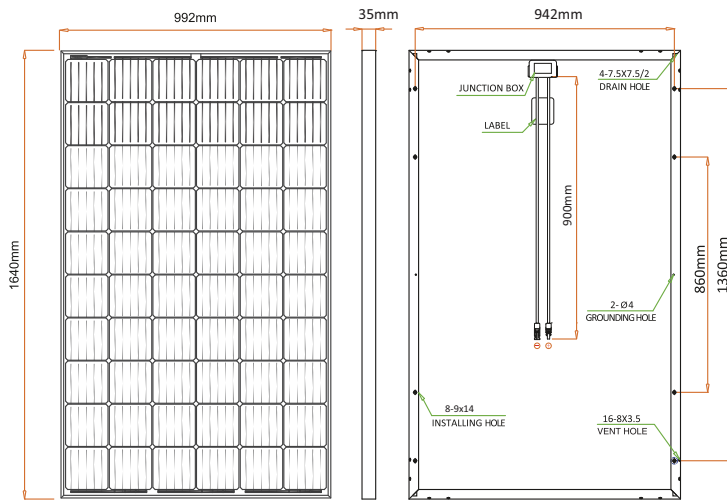 992mm
35mm
942mm
4-7.5X7.5/2
DRAIN HOLE
JUNCTION BOX
LABEL
900mm
1640mm
860mm
1360mm
2-Ø4
GROUNDING HOLE
8-9x14
INSTALLING HOLE
16-8X3.5
VENT HOLE